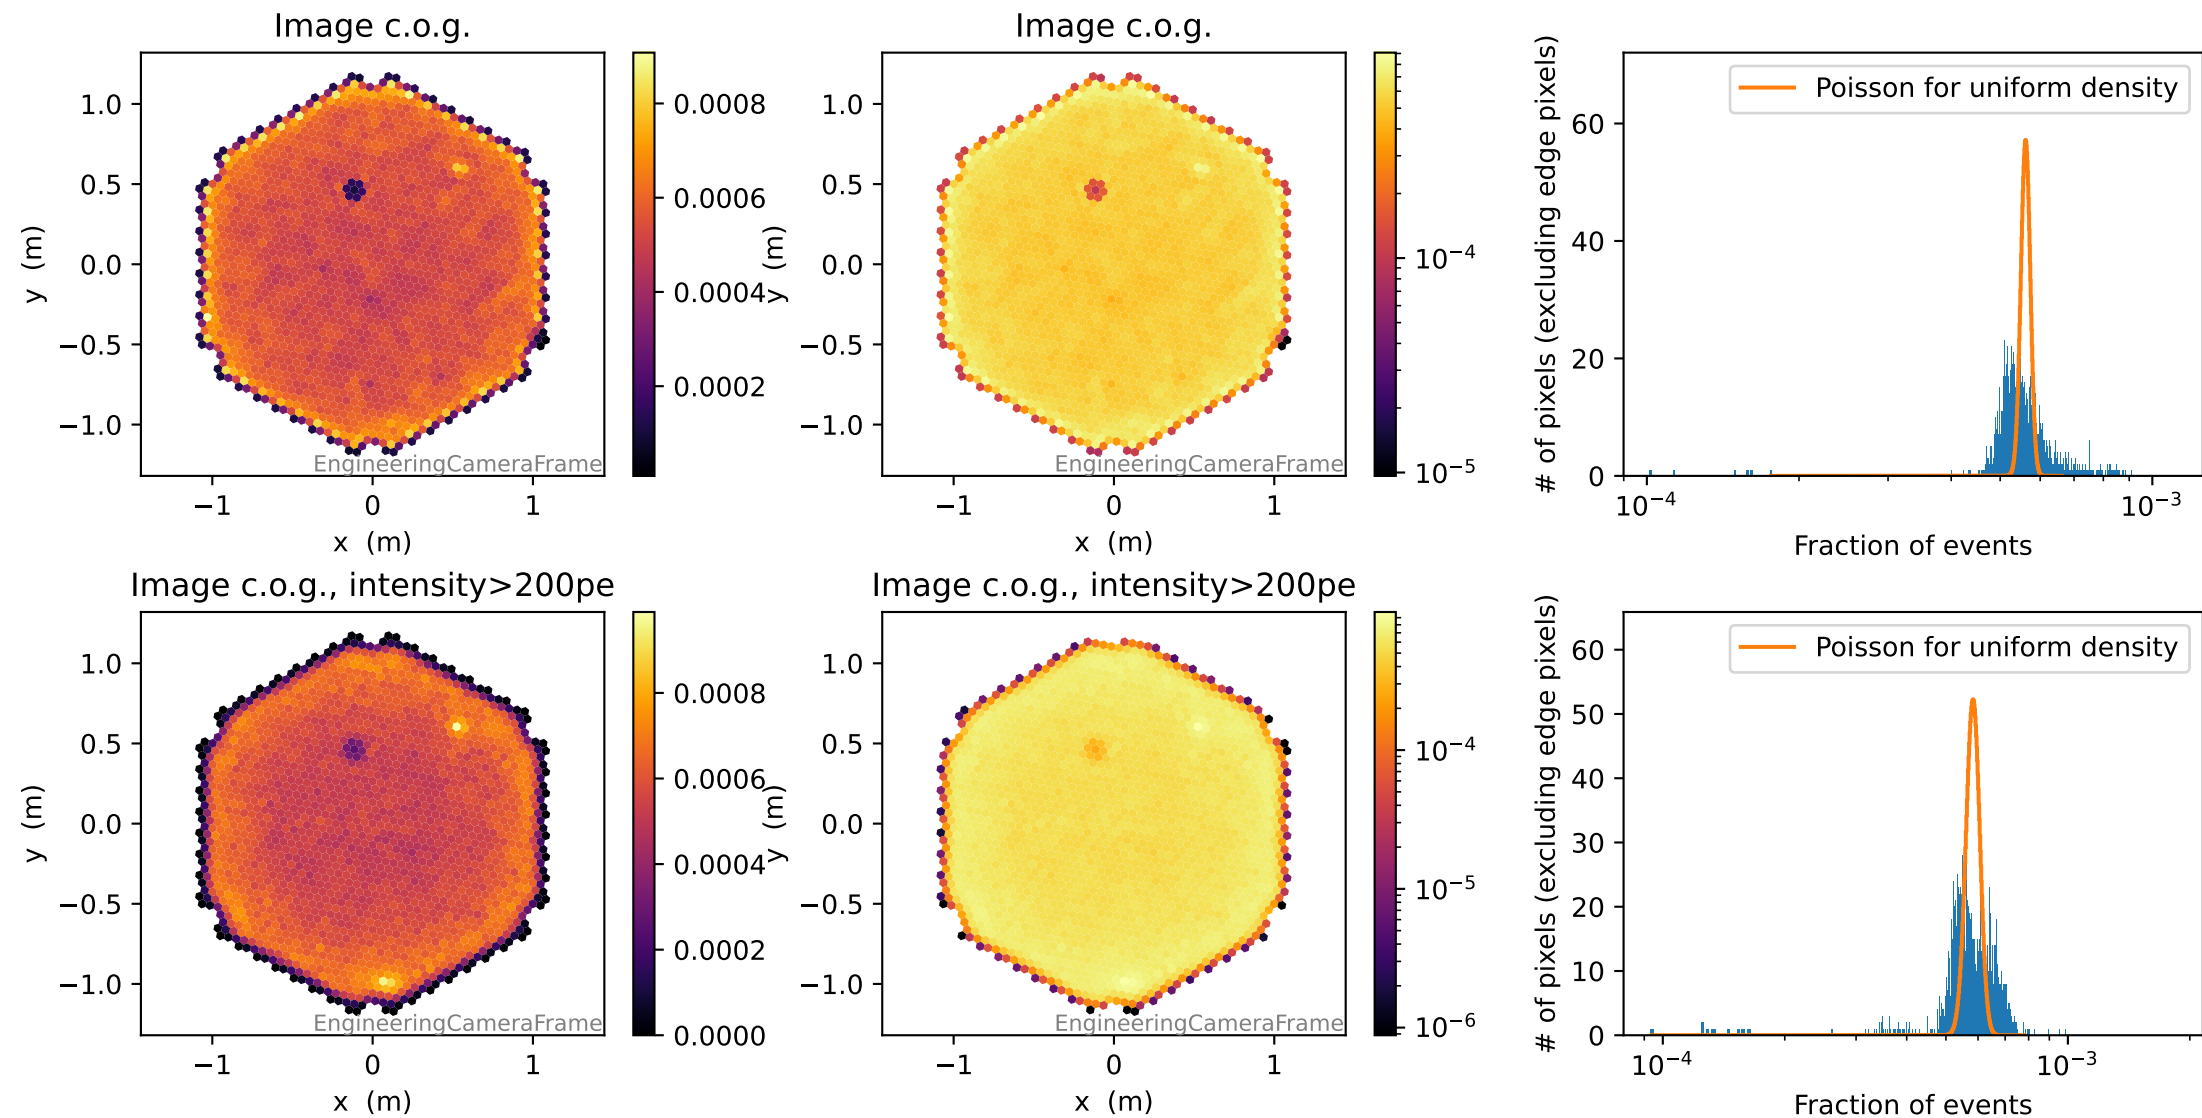 Image c.o.g.
1.0
0.5
0.0
−0.5
−1.0
y (m)
−1
0
1
x (m)
EngineeringCameraFrame
0.0008
0.0006
0.0004
0.0002
Image c.o.g.
1.0
0.5
0.0
−0.5
−1.0
y (m)
−1
0
1
x (m)
EngineeringCameraFrame
10⁻⁴
10⁻⁵
Poisson for uniform density
60
40
20
0
# of pixels (excluding edge pixels)
10⁻⁴
10⁻³
Fraction of events
Image c.o.g., intensity>200pe
1.0
0.5
0.0
−0.5
−1.0
y (m)
−1
0
1
x (m)
EngineeringCameraFrame
0.0008
0.0006
0.0004
0.0002
0.0000
Image c.o.g., intensity>200pe
1.0
0.5
0.0
−0.5
−1.0
y (m)
−1
0
1
x (m)
EngineeringCameraFrame
10⁻⁴
10⁻⁵
10⁻⁶
Poisson for uniform density
60
50
40
30
20
10
0
# of pixels (excluding edge pixels)
10⁻⁴
10⁻³
Fraction of events